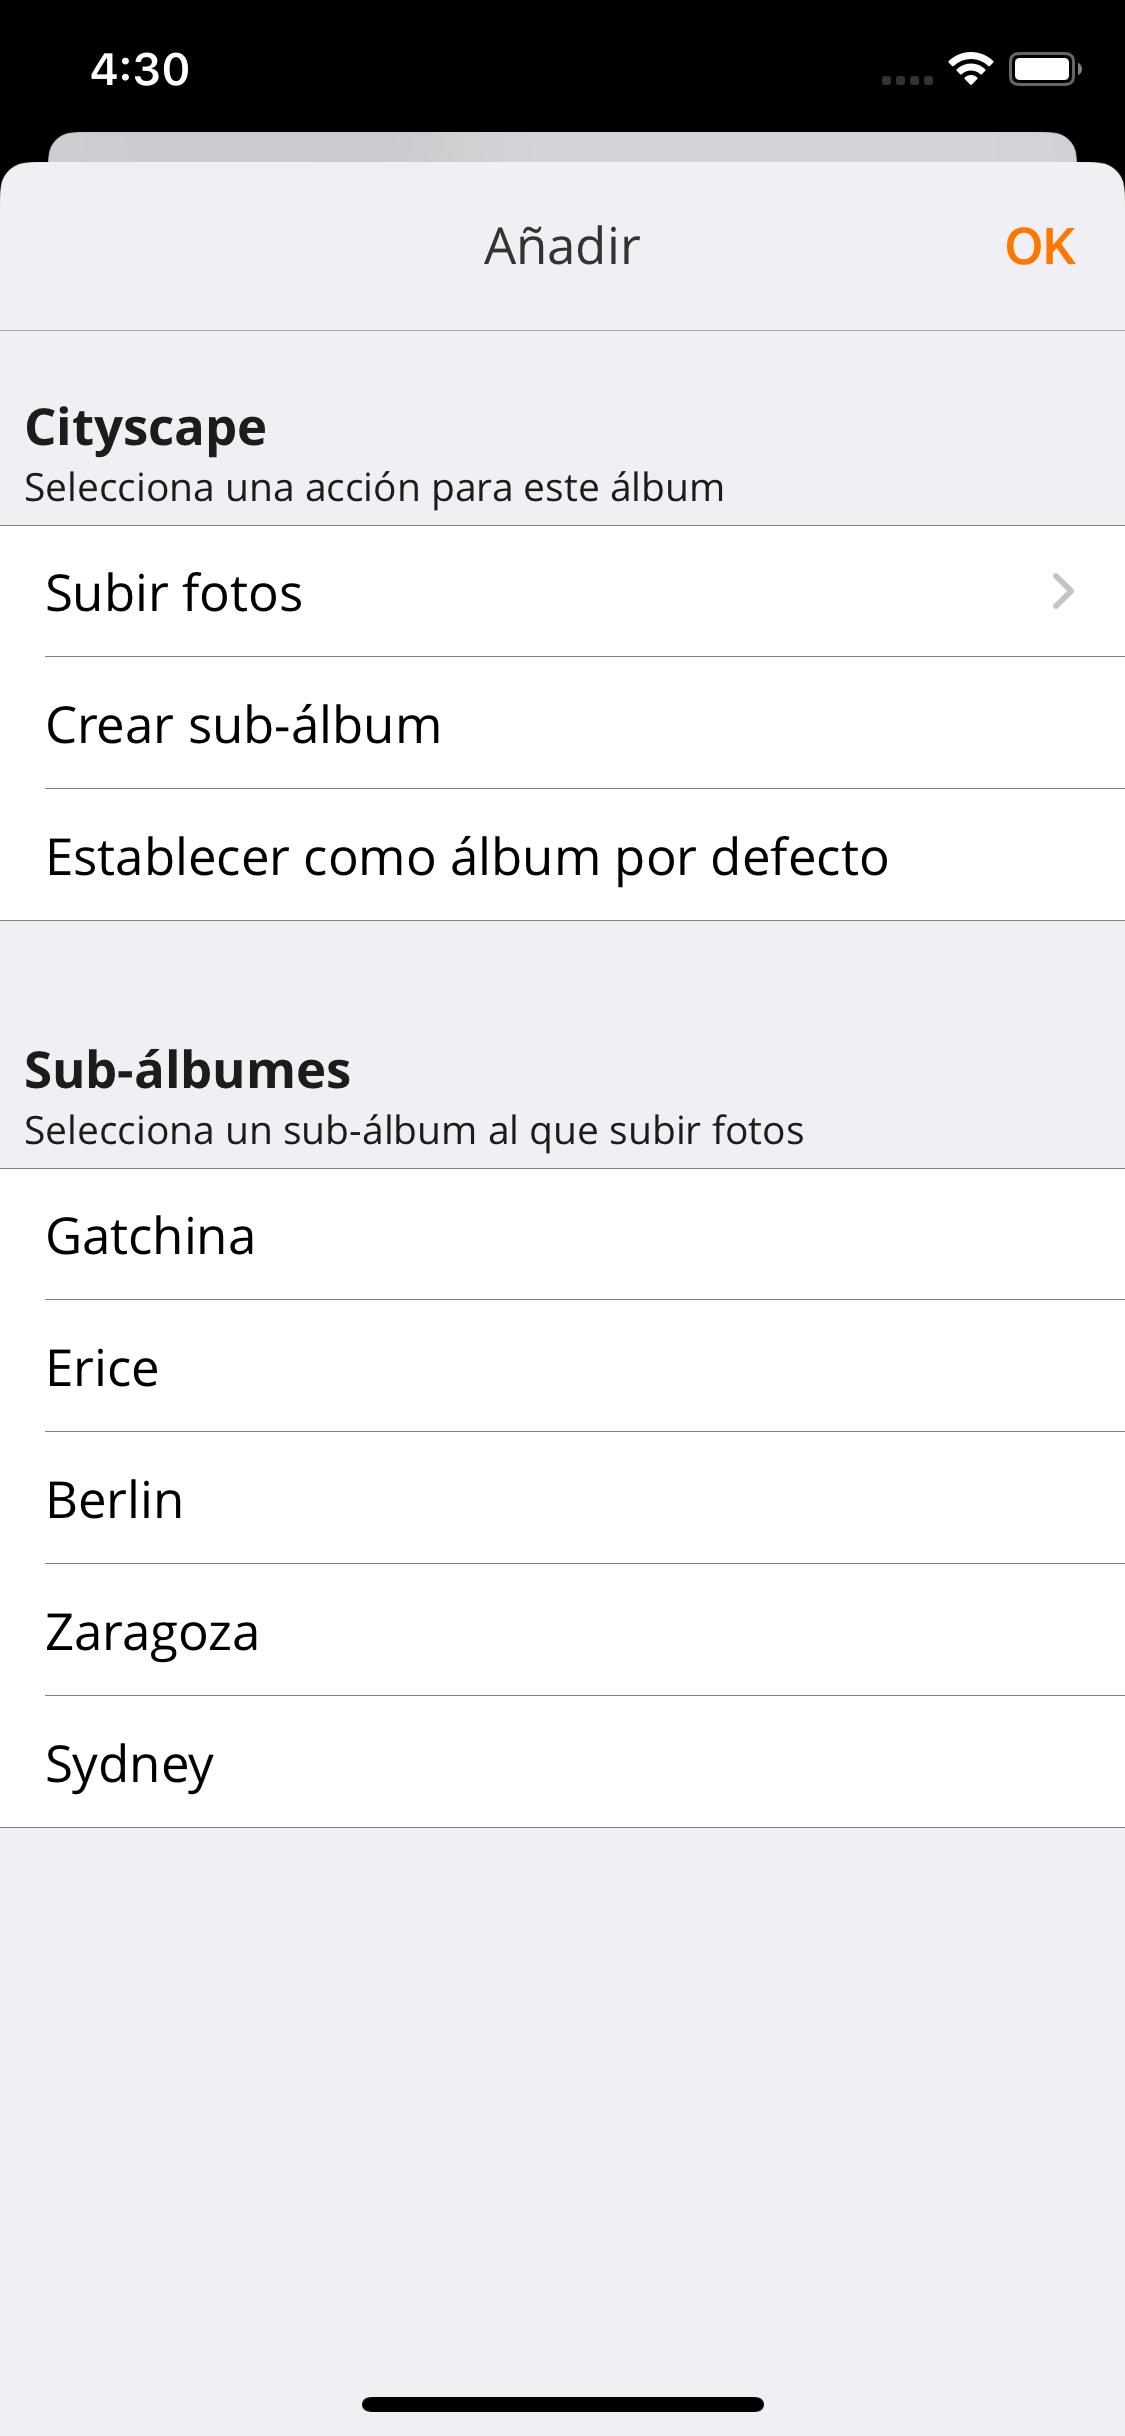 4:30
Añadir
OK
Cityscape
Selecciona una acción para este álbum
Subir fotos
Crear sub-álbum
Establecer como álbum por defecto
Sub-álbumes
Selecciona un sub-álbum al que subir fotos
Gatchina
Erice
Berlin
Zaragoza
Sydney